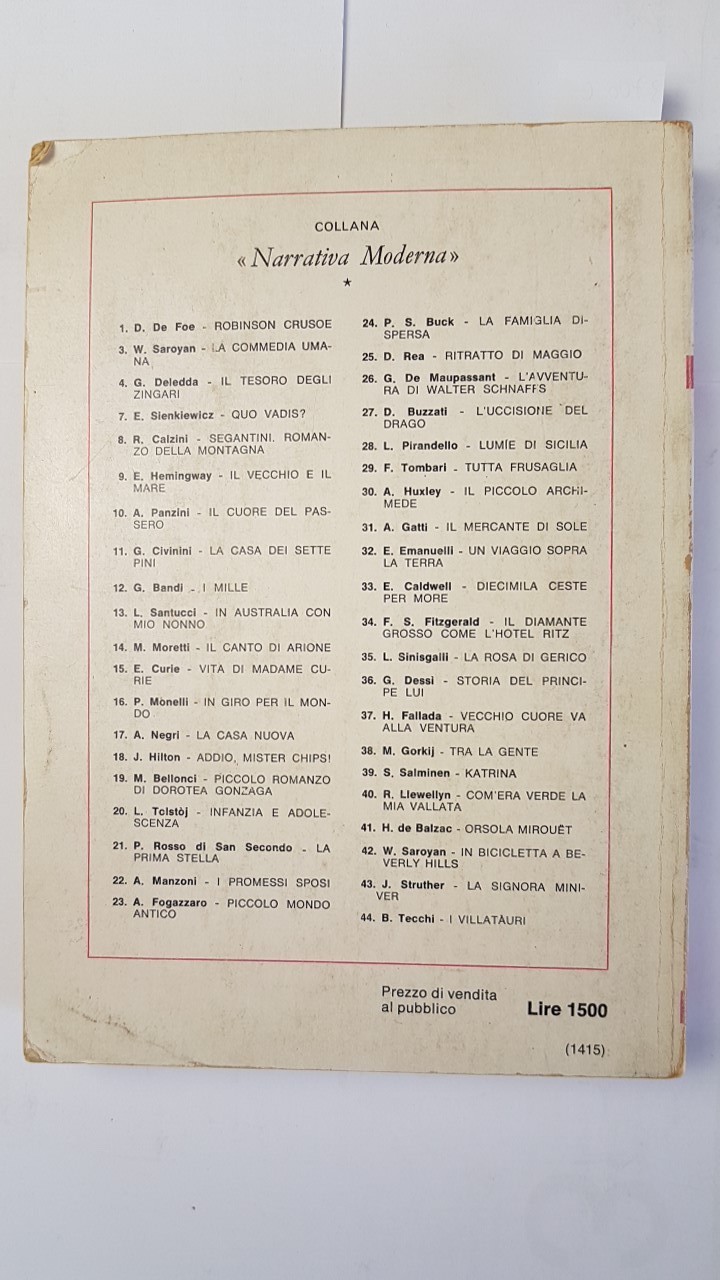 COLLANA
« Narrativa Moderna »
*
1. D. De Foe - ROBINSON CRUSOE
3. W. Saroyan - LA COMMEDIA UMA-
NA
4. G. Deledda - IL TESORO DEGLI
ZINGARI
7. E. Sienkiewicz - QUO VADIS?
8. R. Calzini - SEGANTINI. ROMAN-
ZO DELLA MONTAGNA
9. E. Hemingway - IL VECCHIO E IL
MARE
10. A. Panzini - IL CUORE DEL PAS-
SERO
11. G. Civinini - LA CASA DEI SETTE
PINI
12. G. Bandi - I MILLE
13. L. Santucci - IN AUSTRALIA CON
MIO NONNO
14. M. Moretti - IL CANTO DI ARIONE
15. E. Curie - VITA DI MADAME CU-
RIE
16. P. Monelli - IN GIRO PER IL MON-
DO
17. A. Negri - LA CASA NUOVA
18. J. Hilton - ADDIO, MISTER CHIPS!
19. M. Bellonci - PICCOLO ROMANZO
DI DOROTEA GONZAGA
20. L. Tolstòj - INFANZIA E ADOLE-
SCENZA
21. P. Rosso di San Secondo - LA
PRIMA STELLA
22. A. Manzoni - I PROMESSI SPOSI
23. A. Fogazzaro - PICCOLO MONDO
ANTICO
24. P. S. Buck - LA FAMIGLIA DI-
SPERSA
25. D. Rea - RITRATTO DI MAGGIO
26. G. De Maupassant - L'AVVENTU-
RA DI WALTER SCHNAFFS
27. D. Buzzati - L'UCCISIONE DEL
DRAGO
28. L. Pirandello - LUMÍE DI SICILIA
29. F. Tombari - TUTTA FRUSAGLIA
30. A. Huxley - IL PICCOLO ARCHI-
MEDE
31. A. Gatti - IL MERCANTE DI SOLE
32. E. Emanuelli - UN VIAGGIO SOPRA
LA TERRA
33. E. Caldwell - DIECIMILA CESTE
PER MORE
34. F. S. Fitzgerald - IL DIAMANTE
GROSSO COME L'HOTEL RITZ
35. L. Sinisgalli - LA ROSA DI GERICO
36. G. Dessì - STORIA DEL PRINCI-
PE LUI
37. H. Fallada - VECCHIO CUORE VA
ALLA VENTURA
38. M. Gorkij - TRA LA GENTE
39. S. Salminen - KATRINA
40. R. Llewellyn - COM'ERA VERDE LA
MIA VALLATA
41. H. de Balzac - ORSOLA MIROUËT
42. W. Saroyan - IN BICICLETTA A BE-
VERLY HILLS
43. J. Struther - LA SIGNORA MINI-
VER
44. B. Tecchi - I VILLATÀURI
Prezzo di vendita
al pubblico Lire 1500
(1415)